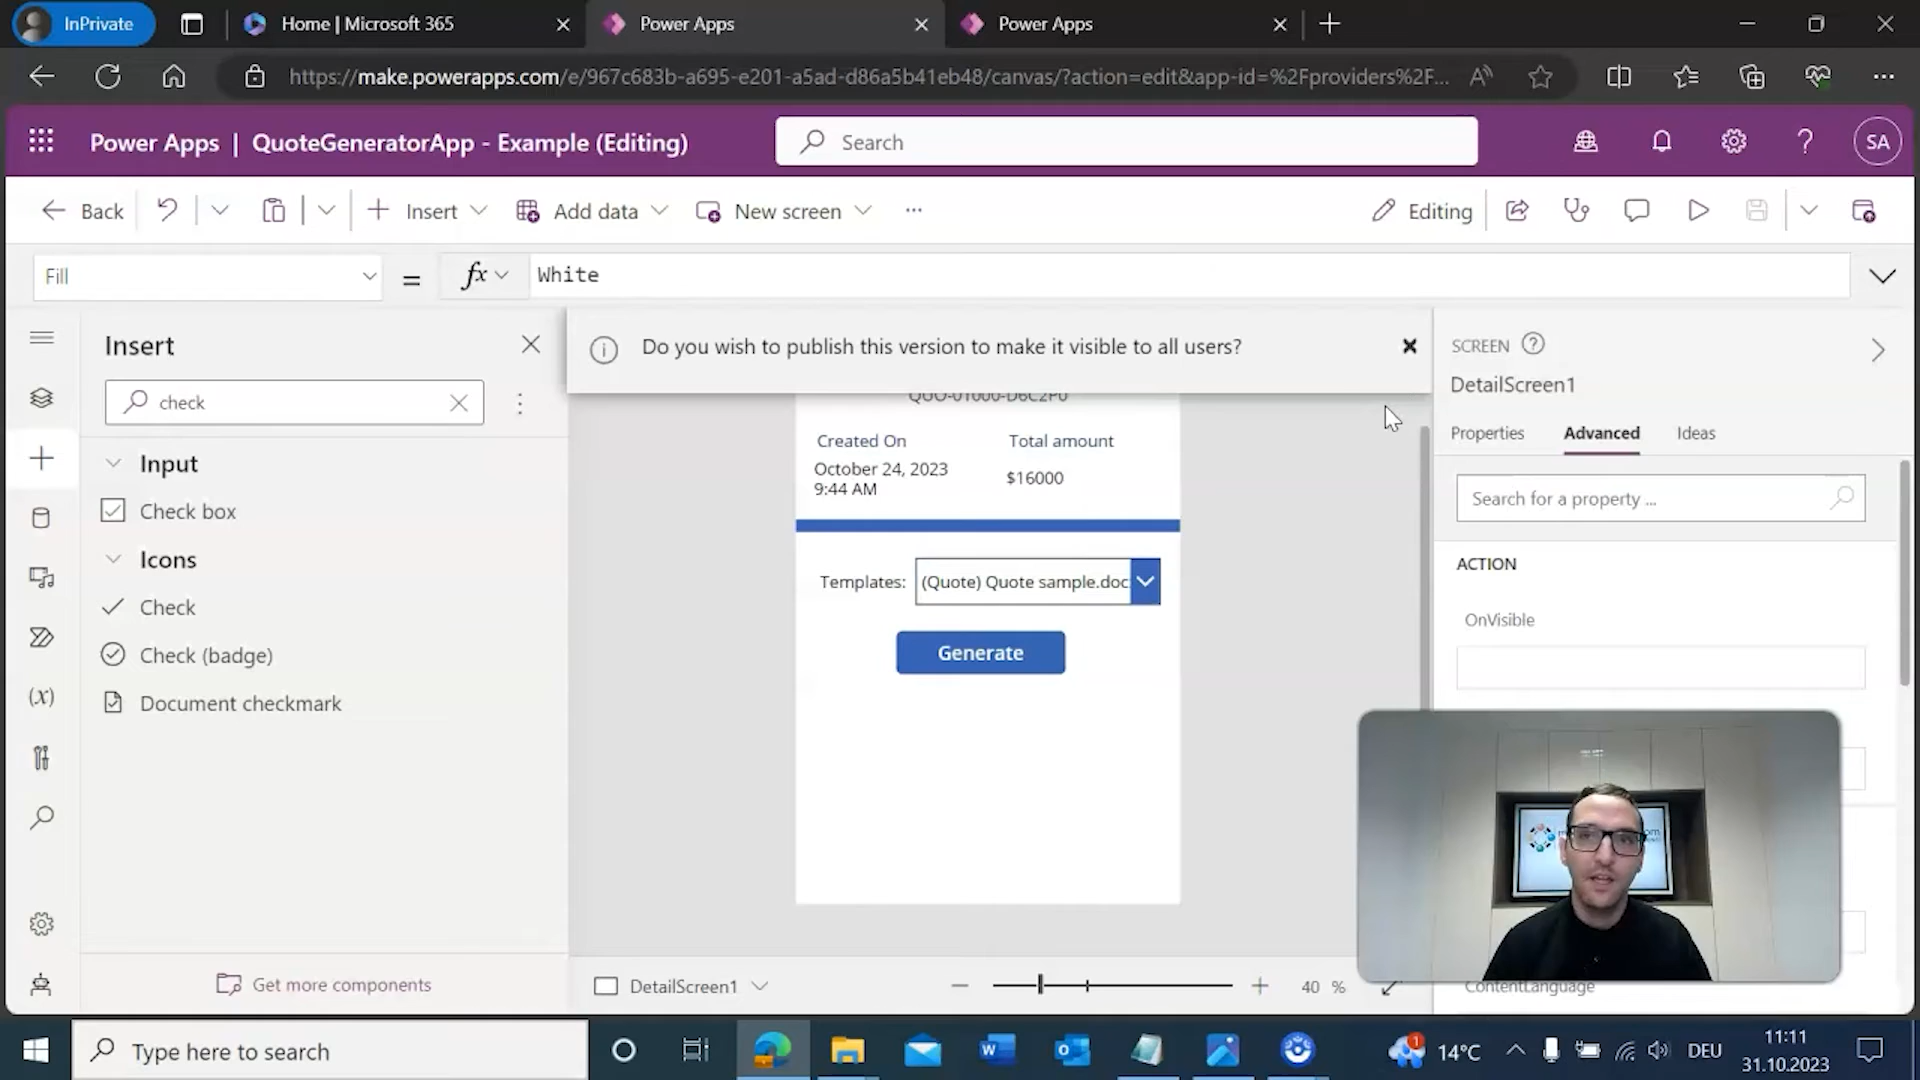 InPrivate
Home | Microsoft 365
Power Apps
Power Apps
https://make.powerapps.com/e/967c683b-a695-e201-a5ad-d86a5b41eb48/canvas/?action=edit&app-id=%2Fproviders%2F...
Power Apps | QuoteGeneratorApp - Example (Editing)
Search
SA
Back
Insert
Add data
New screen
...
Editing
Fill
=
fx
White
Insert
check
Input
Check box
Icons
Check
Check (badge)
Document checkmark
Get more components
Do you wish to publish this version to make it visible to all users?
QUO-01000-D6C2P0
Created On
Total amount
October 24, 2023
9:44 AM
$16000
Templates:
(Quote) Quote sample.doc
Generate
DetailScreen1
40 %
SCREEN
DetailScreen1
Properties
Advanced
Ideas
Search for a property ...
ACTION
OnVisible
ContentLanguage
Type here to search
1
14°C
DEU
11:11
31.10.2023